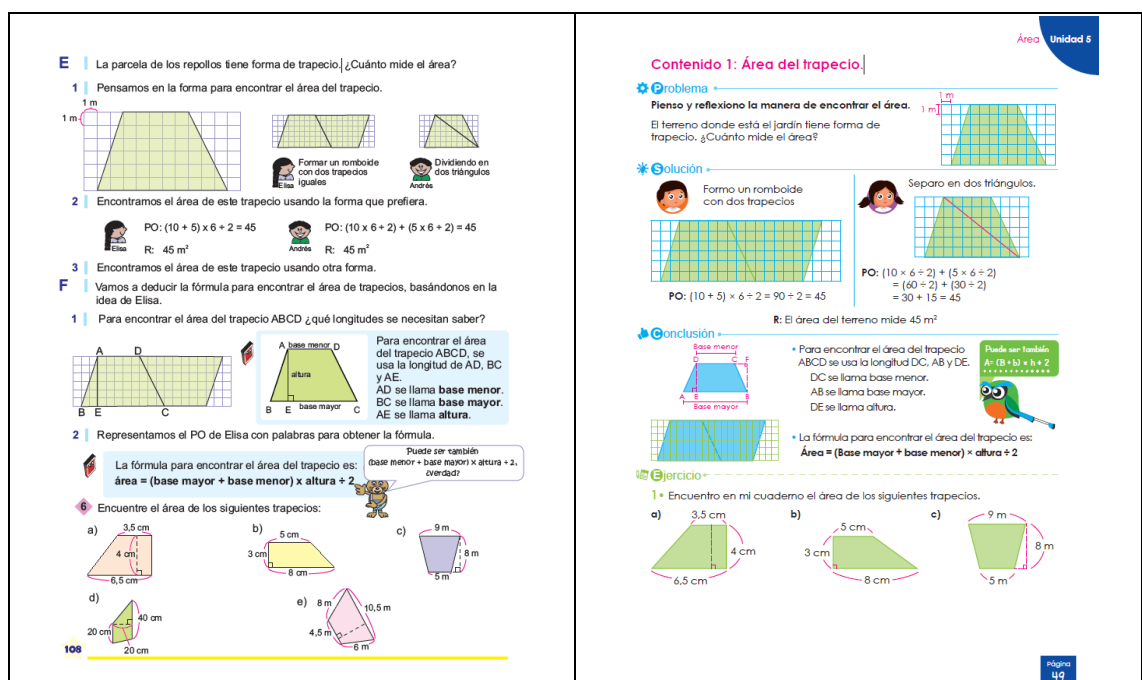 E La parcela de los repollos tiene forma de trapecio. ¿Cuánto mide el área?
1 Pensamos en la forma para encontrar el área del trapecio.
1 m
1 m
Formar un romboide
con dos trapecios
iguales
Elisa
Dividiendo en
dos triángulos
Andrés
2 Encontramos el área de este trapecio usando la forma que prefiera.
Elisa
PO: (10 + 5) x 6 ÷ 2 = 45
R: 45 m²
Andrés
PO: (10 x 6 ÷ 2) + (5 x 6 ÷ 2) = 45
R: 45 m²
3 Encontramos el área de este trapecio usando otra forma.
F Vamos a deducir la fórmula para encontrar el área de trapecios, basándonos en la
idea de Elisa.
1 Para encontrar el área del trapecio ABCD ¿qué longitudes se necesitan saber?
A D
B E C
A base menor D
altura
B E base mayor C
Para encontrar el área
del trapecio ABCD, se
usa la longitud de AD, BC
y AE.
AD se llama base menor.
BC se llama base mayor.
AE se llama altura.
2 Representamos el PO de Elisa con palabras para obtener la fórmula.
La fórmula para encontrar el área del trapecio es:
área = (base mayor + base menor) x altura ÷ 2
Puede ser también
(base menor + base mayor) x altura ÷ 2,
¿verdad?
6 Encuentre el área de los siguientes trapecios:
a) 3,5 cm
4 cm
6,5 cm
b) 5 cm
3 cm
8 cm
c) 9 m
8 m
5 m
d)
40 cm
20 cm
20 cm
e) 8 m
10,5 m
4,5 m
6 m
108
Área Unidad 5
Contenido 1: Área del trapecio.
Problema
Pienso y reflexiono la manera de encontrar el área.
El terreno donde está el jardín tiene forma de
trapecio. ¿Cuánto mide el área?
1 m
1 m
Solución
Formo un romboide
con dos trapecios
PO: (10 + 5) × 6 ÷ 2 = 90 ÷ 2 = 45
Separo en dos triángulos.
PO: (10 × 6 ÷ 2) + (5 × 6 ÷ 2)
= (60 ÷ 2) + (30 ÷ 2)
= 30 + 15 = 45
R: El área del terreno mide 45 m²
Conclusión
Base menor
D C F
A E B
Base mayor
• Para encontrar el área del trapecio
ABCD se usa la longitud DC, AB y DE.
DC se llama base menor.
AB se llama base mayor.
DE se llama altura.
Puede ser también
A= (B + b) × h ÷ 2
• La fórmula para encontrar el área del trapecio es:
Área = (Base mayor + base menor) × altura ÷ 2
Ejercicio
1• Encuentro en mi cuaderno el área de los siguientes trapecios.
a) 3,5 cm
4 cm
6,5 cm
b) 5 cm
3 cm
8 cm
c) 9 m
8 m
5 m
Página
49